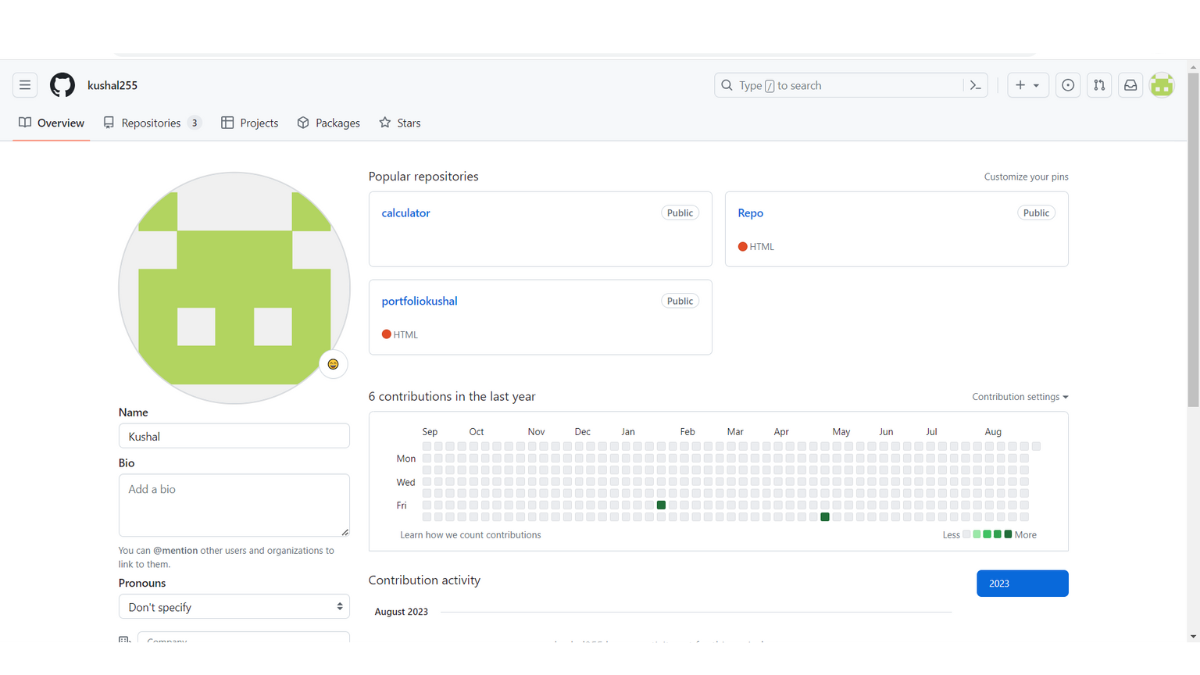 kushal255
Type / to search
Overview Repositories 3 Projects Packages Stars
Popular repositories
Customize your pins
calculator Public
Repo Public
HTML
portfoliokushal Public
HTML
Name
Kushal
Bio
Add a bio
You can @mention other users and organizations to
link to them.
Pronouns
Don't specify
Company
6 contributions in the last year
Contribution settings
Sep Oct Nov Dec Jan Feb Mar Apr May Jun Jul Aug
Mon
Wed
Fri
Learn how we count contributions
Less More
Contribution activity
2023
August 2023